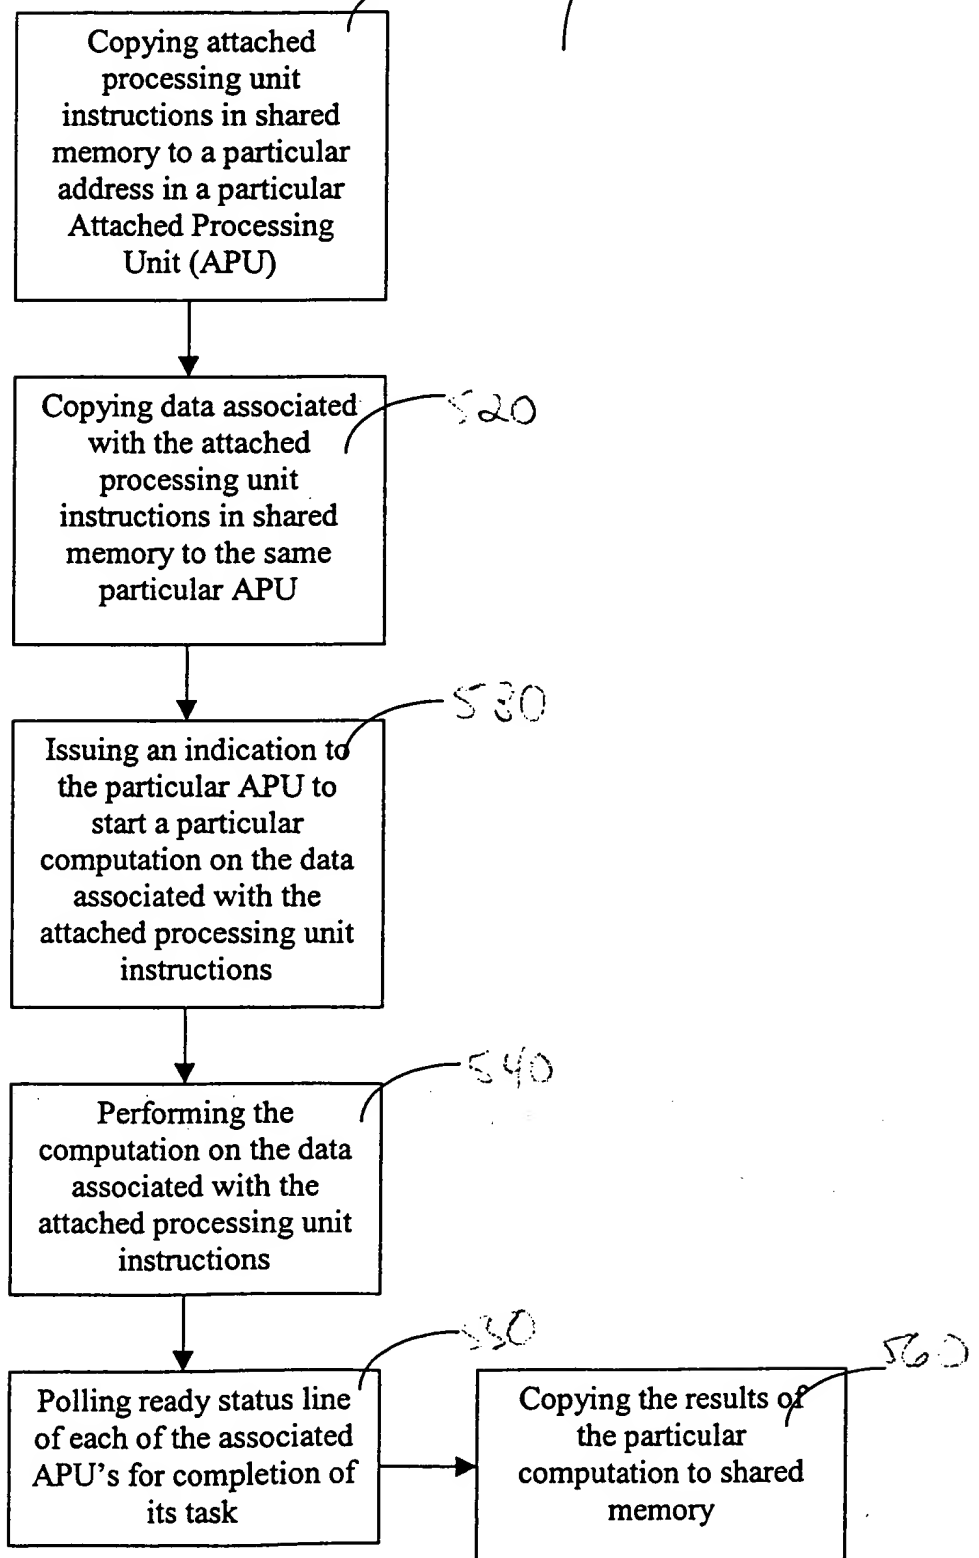 Copying attached
processing unit
instructions in shared
memory to a particular
address in a particular
Attached Processing
Unit (APU)
Copying data associated
with the attached
processing unit
instructions in shared
memory to the same
particular APU
520
Issuing an indication to
the particular APU to
start a particular
computation on the data
associated with the
attached processing unit
instructions
530
Performing the
computation on the data
associated with the
attached processing unit
instructions
540
Polling ready status line
of each of the associated
APU's for completion of
its task
Copying the results of
the particular
computation to shared
memory
560